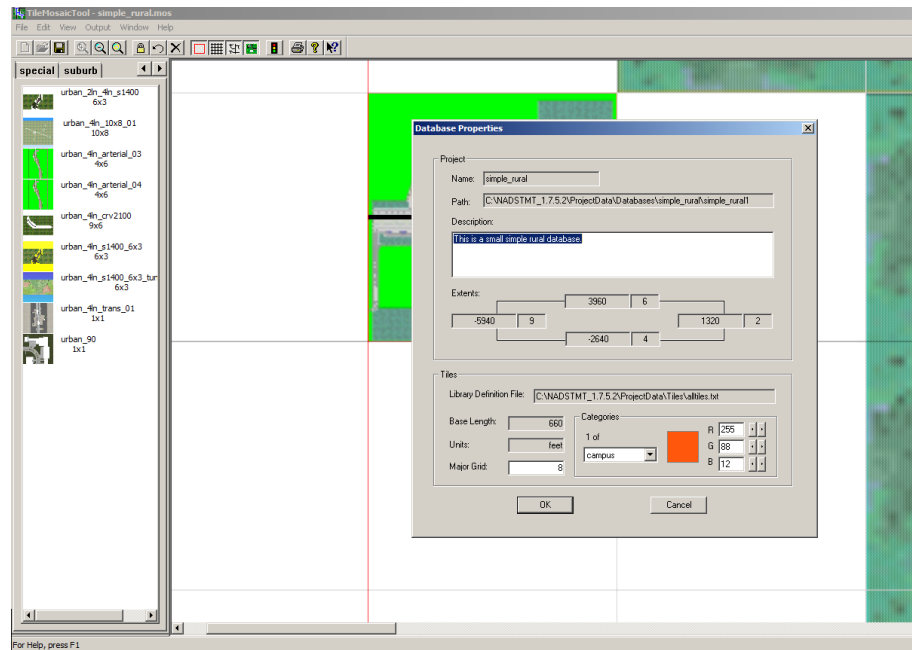 TileMosaicTool - simple_rural.mos
File Edit View Output Window Help
special suburb
urban_2ln_4ln_s1400
6x3
urban_4ln_10x8_01
10x8
urban_4ln_arterial_03
4x6
urban_4ln_arterial_04
4x6
urban_4ln_crv2100
9x6
urban_4ln_s1400_6x3
6x3
urban_4ln_s1400_6x3_tur
6x3
urban_4ln_trans_01
1x1
urban_90
1x1
Database Properties
Project
Name: simple_rural
Path: C:\NADSTMT_1.7.5.2\ProjectData\Databases\simple_rural\simple_rural1
Description:
This is a small simple rural database.
Extents:
3960 6
-5940 9 1320 2
-2640 4
Tiles
Library Definition File: C:\NADSTMT_1.7.5.2\ProjectData\Tiles\alltiles.txt
Base Length: 660
Units: feet
Major Grid: 8
Categories
1 of
campus
R 255
G 88
B 12
OK Cancel
For Help, press F1